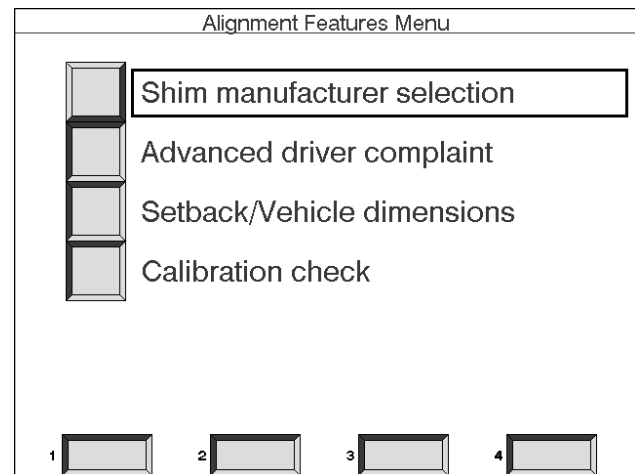 Alignment Features Menu
Shim manufacturer selection
Advanced driver complaint
Setback/Vehicle dimensions
Calibration check
1 2 3 4